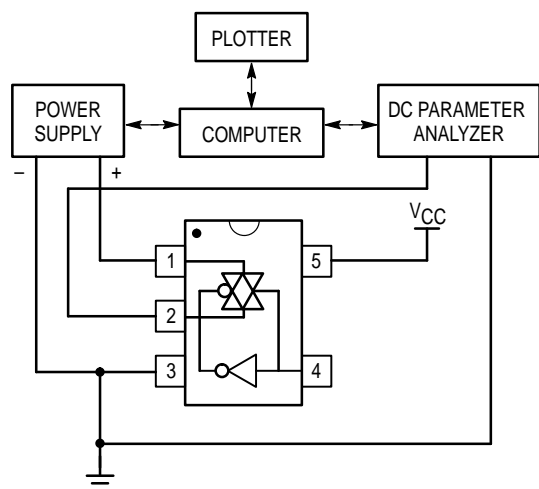 PLOTTER
POWER
SUPPLY
COMPUTER
DC PARAMETER
ANALYZER
– +
VCC
1
5
2
3
4